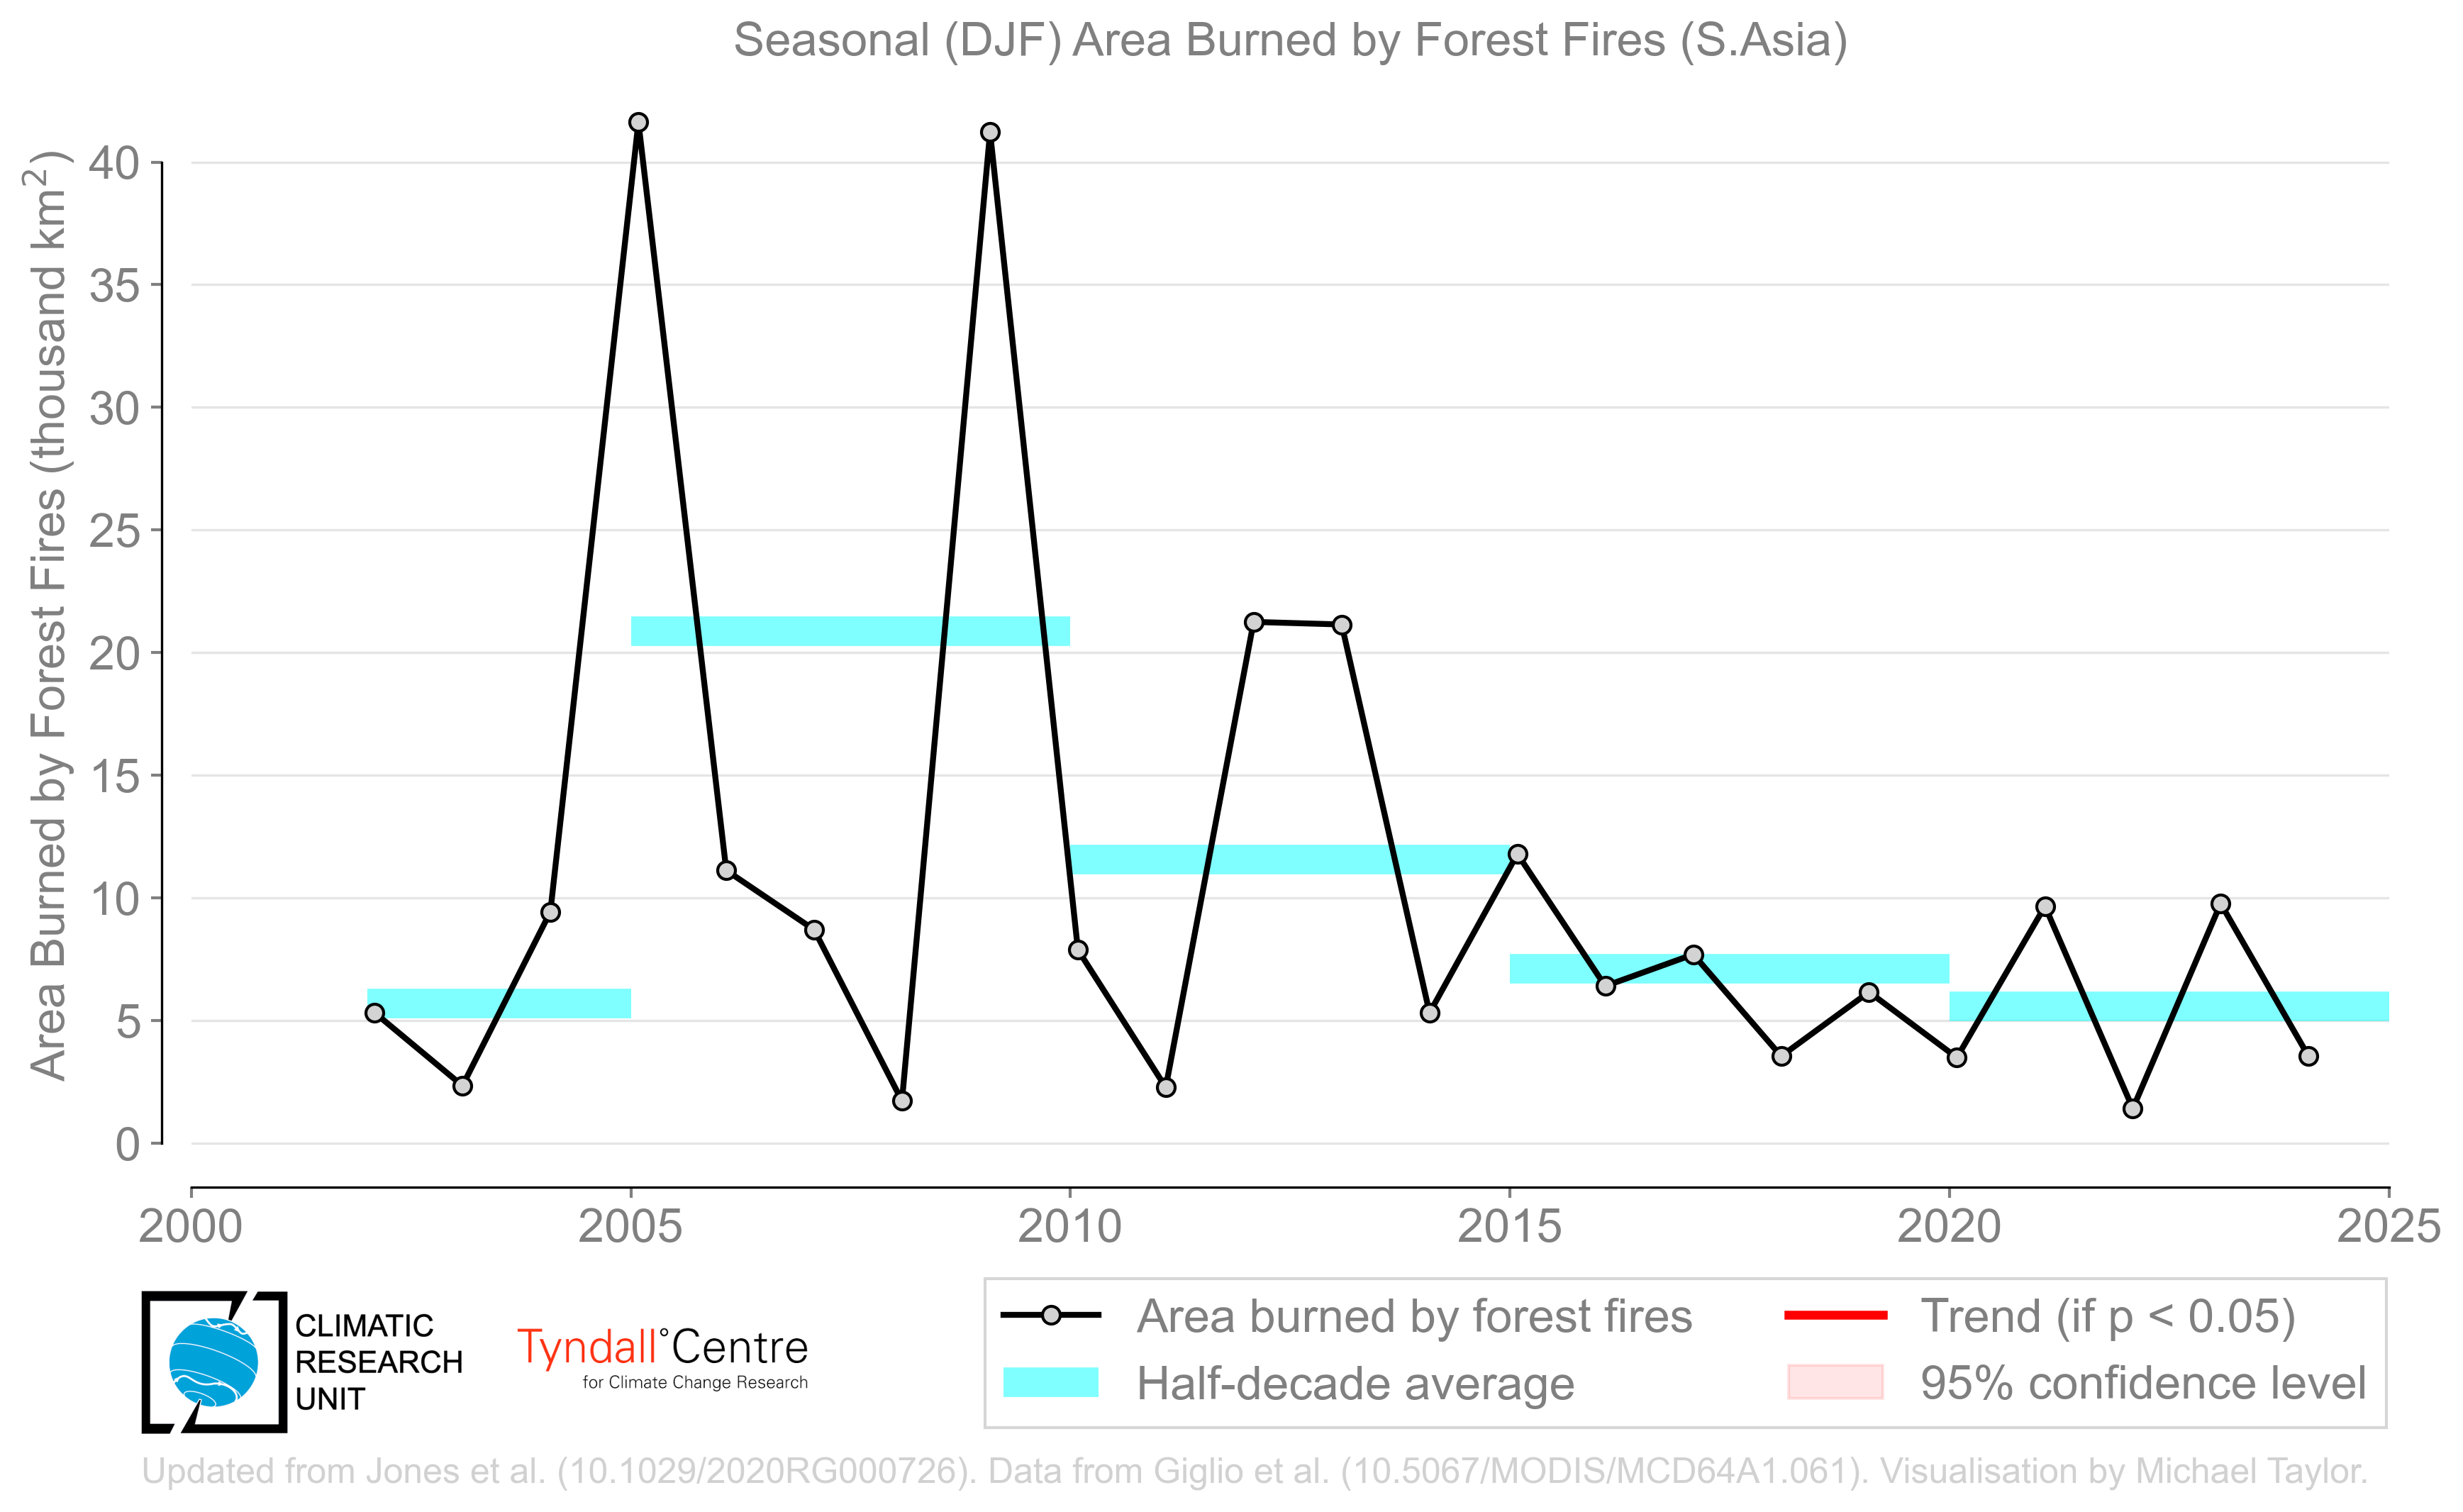 Seasonal (DJF) Area Burned by Forest Fires (S.Asia)
Area Burned by Forest Fires (thousand km²)
40
35
30
25
20
15
10
5
0
2000 2005 2010 2015 2020 2025
Area burned by forest fires
Trend (if p < 0.05)
Half-decade average
95% confidence level
CLIMATIC
RESEARCH
UNIT
Tyndall°Centre
for Climate Change Research
Updated from Jones et al. (10.1029/2020RG000726). Data from Giglio et al. (10.5067/MODIS/MCD64A1.061). Visualisation by Michael Taylor.